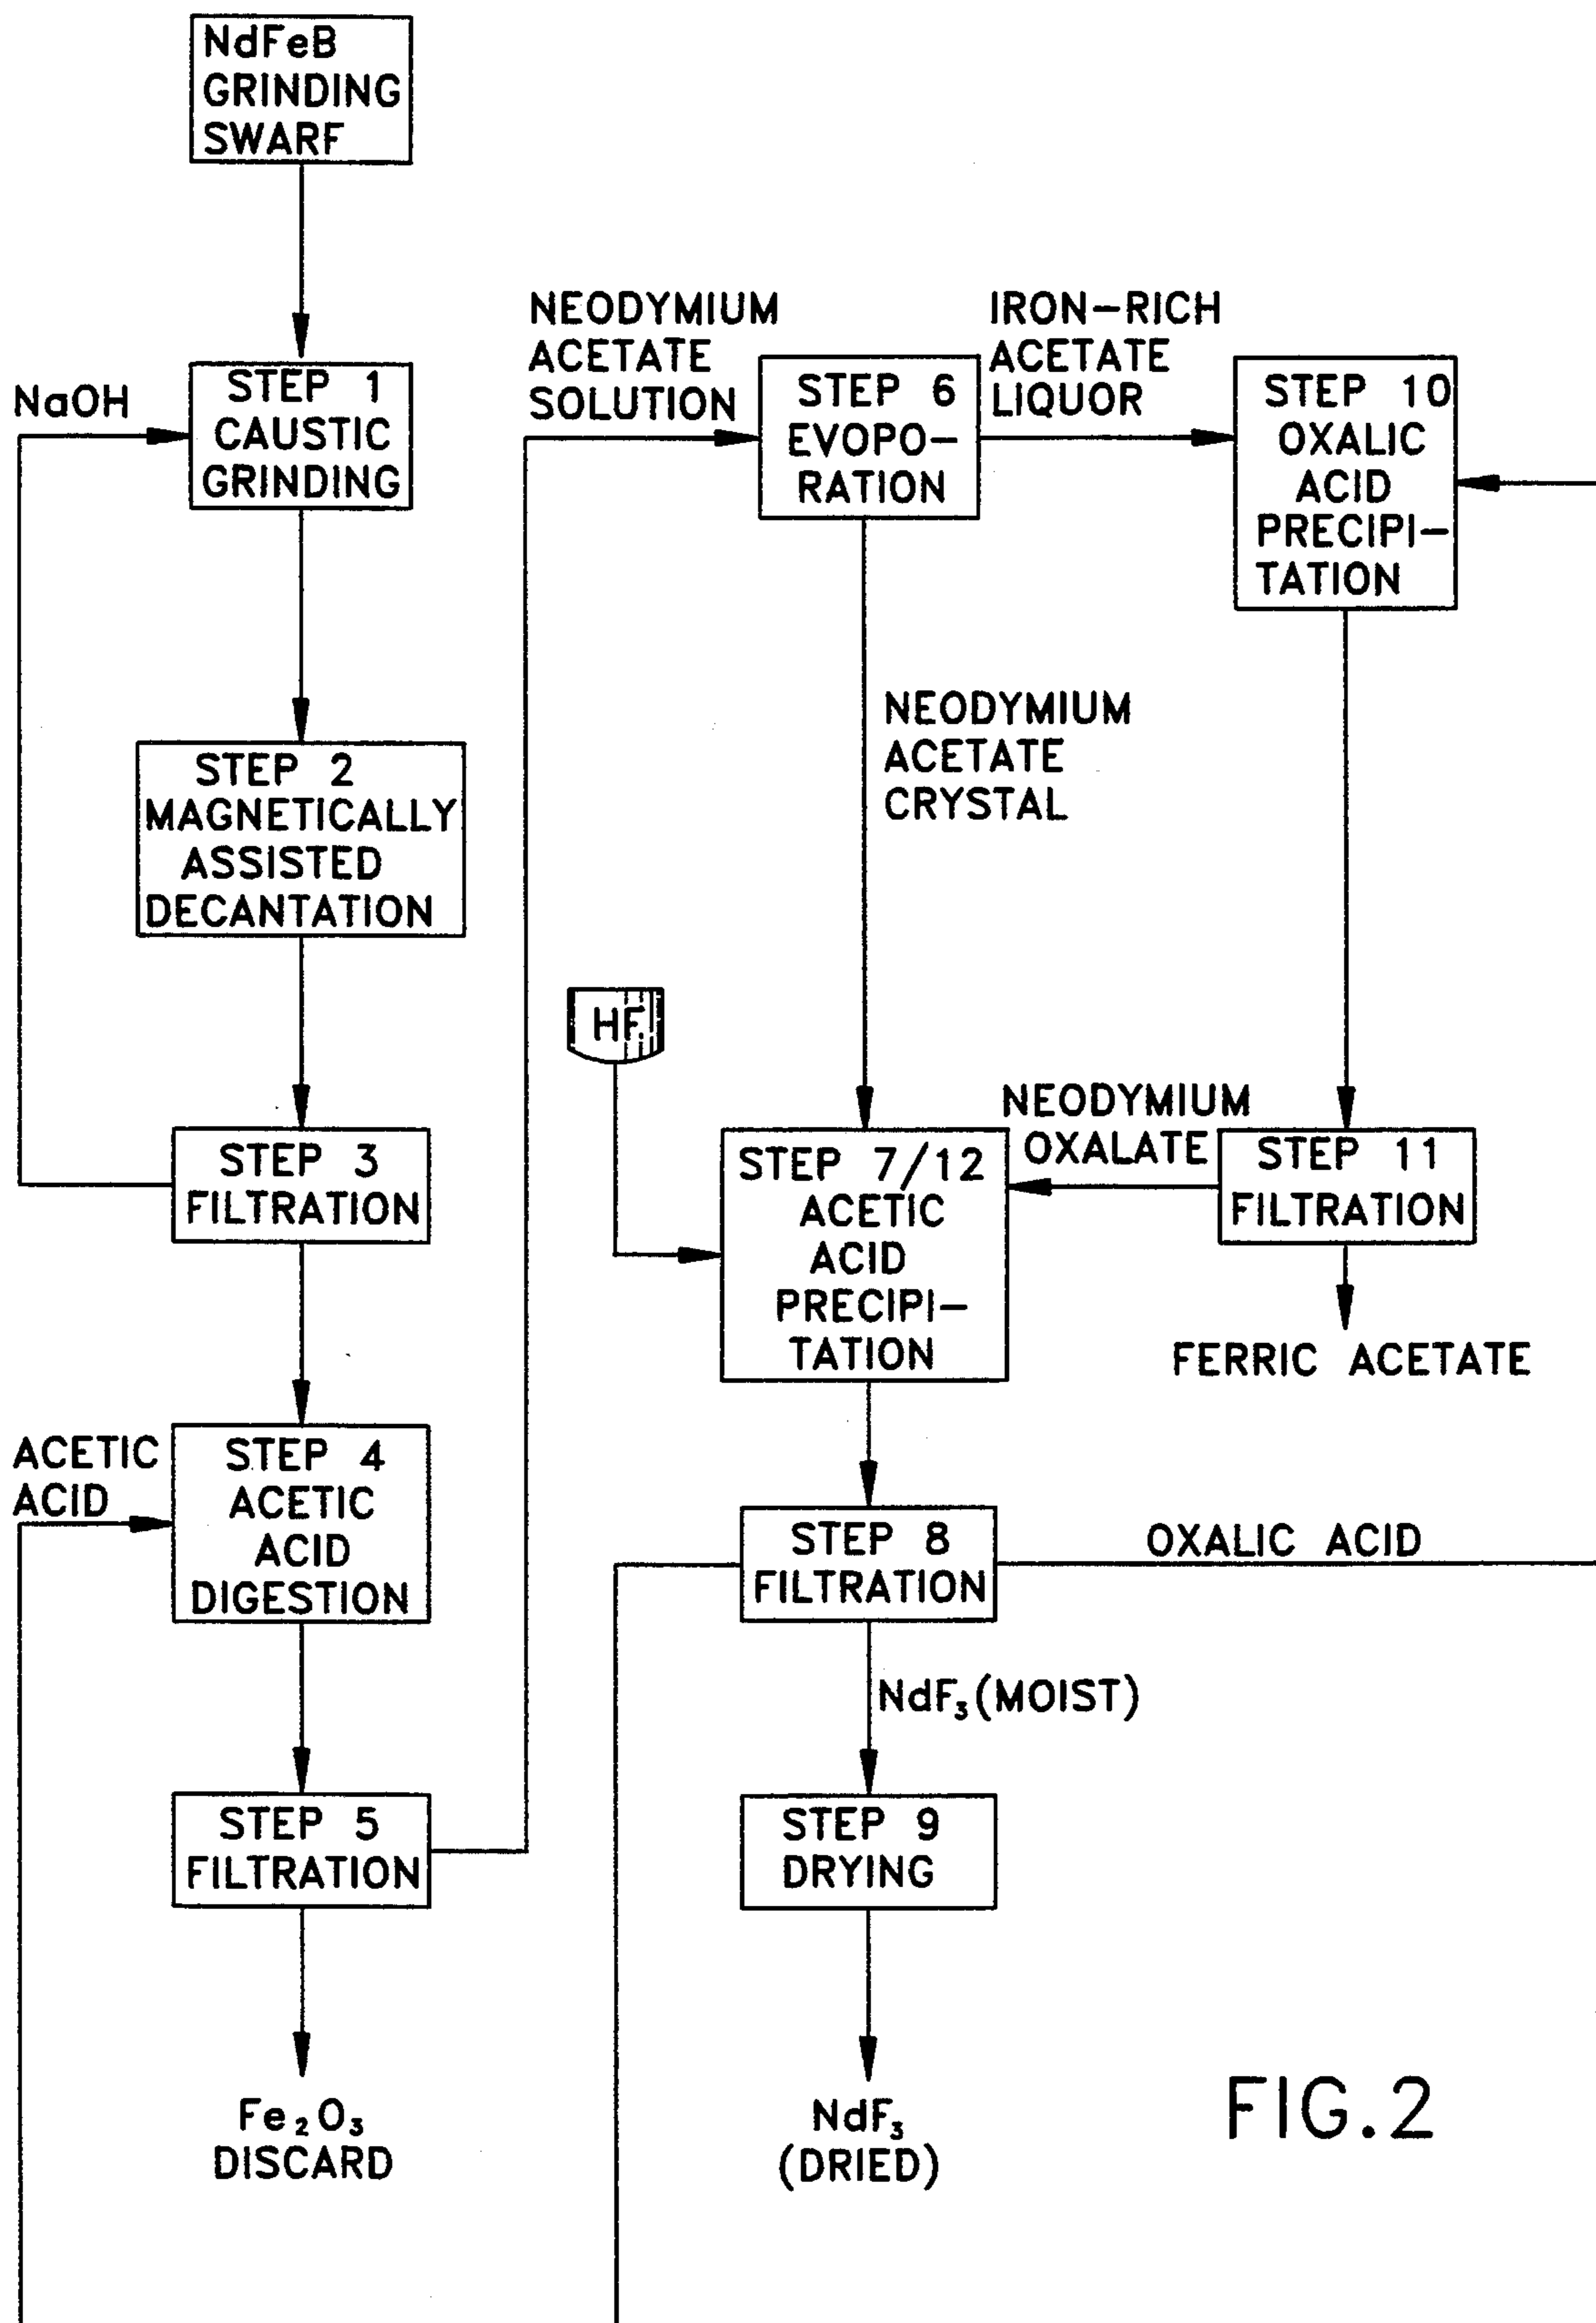 NdFeB
GRINDING
SWARF
NaOH
STEP 1
CAUSTIC
GRINDING
STEP 2
MAGNETICALLY
ASSISTED
DECANTATION
STEP 3
FILTRATION
ACETIC
ACID
STEP 4
ACETIC
ACID
DIGESTION
STEP 5
FILTRATION
Fe₂O₃
DISCARD
NEODYMIUM
ACETATE
SOLUTION
STEP 6
EVOPO-
RATION
IRON-RICH
ACETATE
LIQUOR
STEP 10
OXALIC
ACID
PRECIPI-
TATION
NEODYMIUM
ACETATE
CRYSTAL
HF
STEP 7/12
ACETIC
ACID
PRECIPI-
TATION
NEODYMIUM
OXALATE
STEP 11
FILTRATION
FERRIC ACETATE
STEP 8
FILTRATION
OXALIC ACID
NdF₃(MOIST)
STEP 9
DRYING
NdF₃
(DRIED)
FIG.2